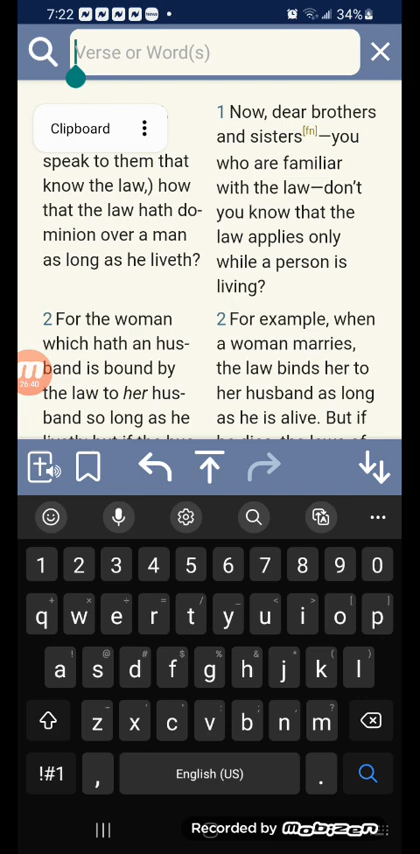 7:22 N N N New • 34%
Verse or Word(s)
Clipboard
speak to them that
know the law,) how
that the law hath do-
minion over a man
as long as he liveth?
2 For the woman
which hath an hus-
band is bound by
the law to her hus-
band so long as he
1 Now, dear brothers
and sisters[fn]—you
who are familiar
with the law—don't
you know that the
law applies only
while a person is
living?
2 For example, when
a woman marries,
the law binds her to
her husband as long
as he is alive. But if
26:40
1 2 3 4 5 6 7 8 9 0
+ × ÷ = / _ < > [ ]
q w e r t y u i o p
! @ # $ % & * ( )
a s d f g h j k l
- " ' : ; , ?
z x c v b n m
!#1 , English (US) .
Recorded by mobizen